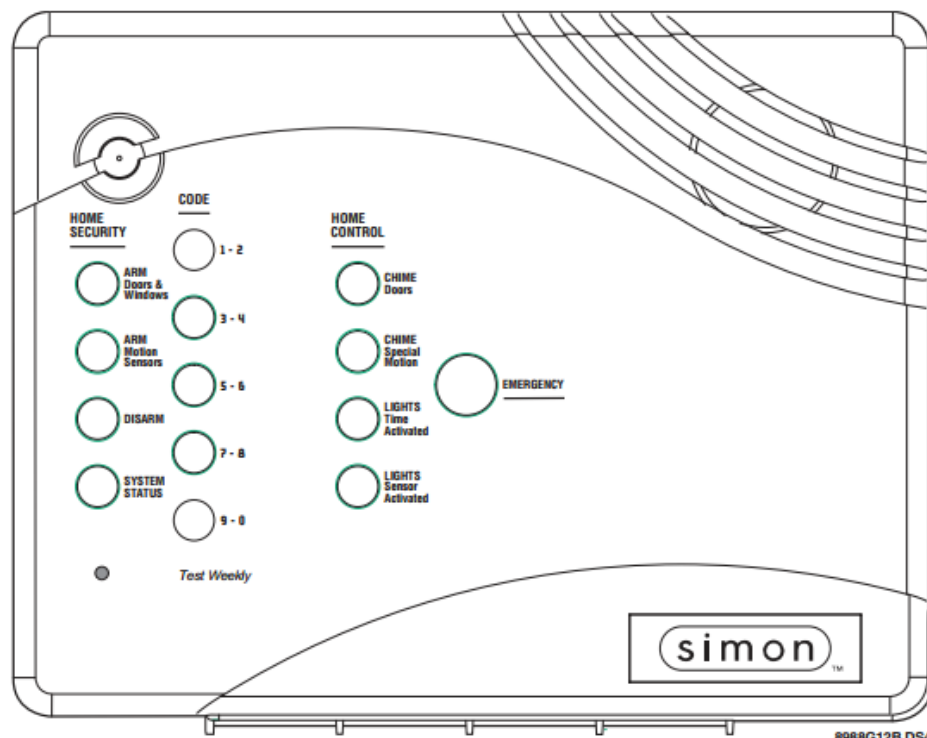 CODE
HOME
SECURITY
1 - 2
ARM
Doors &
Windows
3 - 4
ARM
Motion
Sensors
5 - 6
DISARM
7 - 8
SYSTEM
STATUS
9 - 0
Test Weekly
HOME
CONTROL
CHIME
Doors
CHIME
Special
Motion
LIGHTS
Time
Activated
LIGHTS
Sensor
Activated
EMERGENCY
simon
™